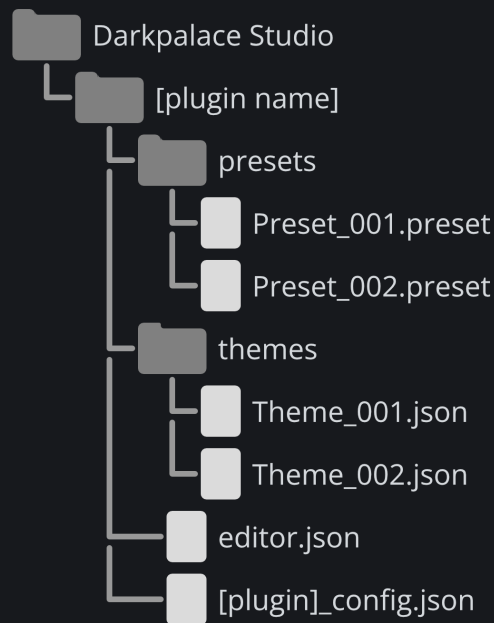 Darkpalace Studio
[plugin name]
presets
Preset_001.preset
Preset_002.preset
themes
Theme_001.json
Theme_002.json
editor.json
[plugin]_config.json